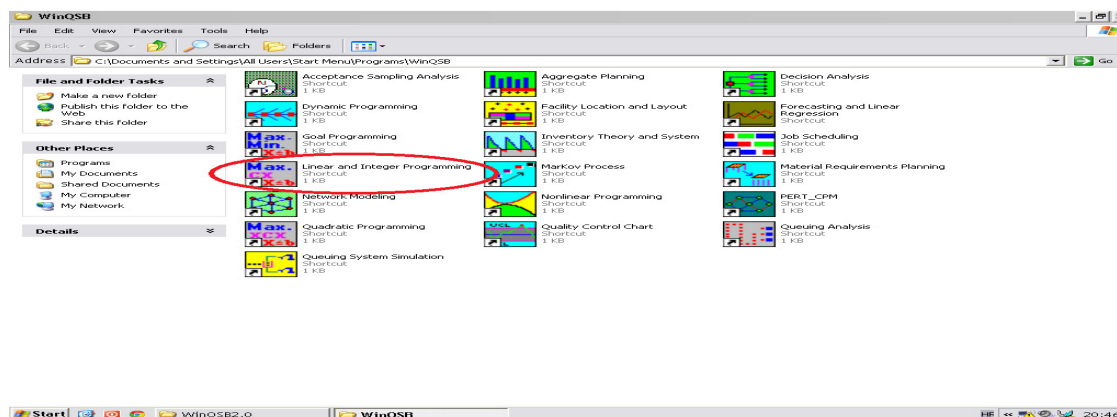 WinQSB
File Edit View Favorites Tools Help
Back Search Folders
Address C:\Documents and Settings\All Users\Start Menu\Programs\WinQSB Go
File and Folder Tasks
Make a new folder
Publish this folder to the
Web
Share this folder
Other Places
Programs
My Documents
Shared Documents
My Computer
My Network
Details
Acceptance Sampling Analysis
Shortcut
1 KB
Aggregate Planning
Shortcut
1 KB
Decision Analysis
Shortcut
1 KB
Dynamic Programming
Shortcut
1 KB
Facility Location and Layout
Shortcut
1 KB
Forecasting and Linear
Regression
Shortcut
Max.
Min.
X≤b
Goal Programming
Shortcut
1 KB
Inventory Theory and System
Shortcut
1 KB
Job Scheduling
Shortcut
1 KB
Max.
CX
X≤b
Linear and Integer Programming
Shortcut
1 KB
MarKov Process
Shortcut
1 KB
Material Requirements Planning
Shortcut
1 KB
Network Modeling
Shortcut
1 KB
Nonlinear Programming
Shortcut
1 KB
PERT_CPM
Shortcut
1 KB
Max.
XCX
X≤b
Quadratic Programming
Shortcut
1 KB
UCL
Quality Control Chart
Shortcut
1 KB
Queuing Analysis
Shortcut
1 KB
Queuing System Simulation
Shortcut
1 KB
Start WinQSB2.0 WinQSB